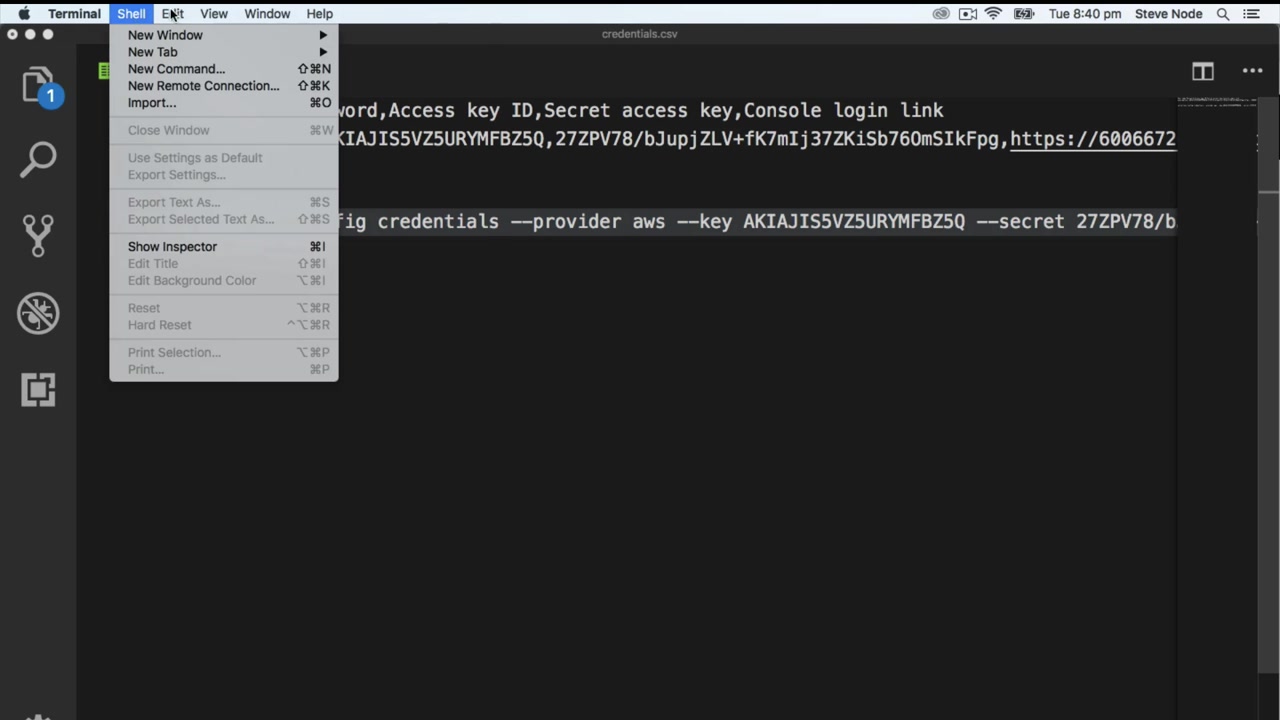 Terminal Shell Edit View Window Help Tue 8:40 pm Steve Node
credentials.csv
New Window
New Tab
New Command... ⇧⌘N
New Remote Connection... ⇧⌘K
Import... ⌘O
Close Window ⌘W
Use Settings as Default
Export Settings...
Export Text As... ⌘S
Export Selected Text As... ⇧⌘S
Show Inspector ⌘I
Edit Title ⇧⌘I
Edit Background Color ⌥⌘I
Reset ⌥⌘R
Hard Reset ^⌥⌘R
Print Selection... ⌥⌘P
Print... ⌘P
1
word,Access key ID,Secret access key,Console login link
KIAJIS5VZ5URYMFBZ5Q,27ZPV78/bJupjZLV+fK7mIj37ZKiSb76OmSIkFpg,https://6006672
fig credentials --provider aws --key AKIAJIS5VZ5URYMFBZ5Q --secret 27ZPV78/b